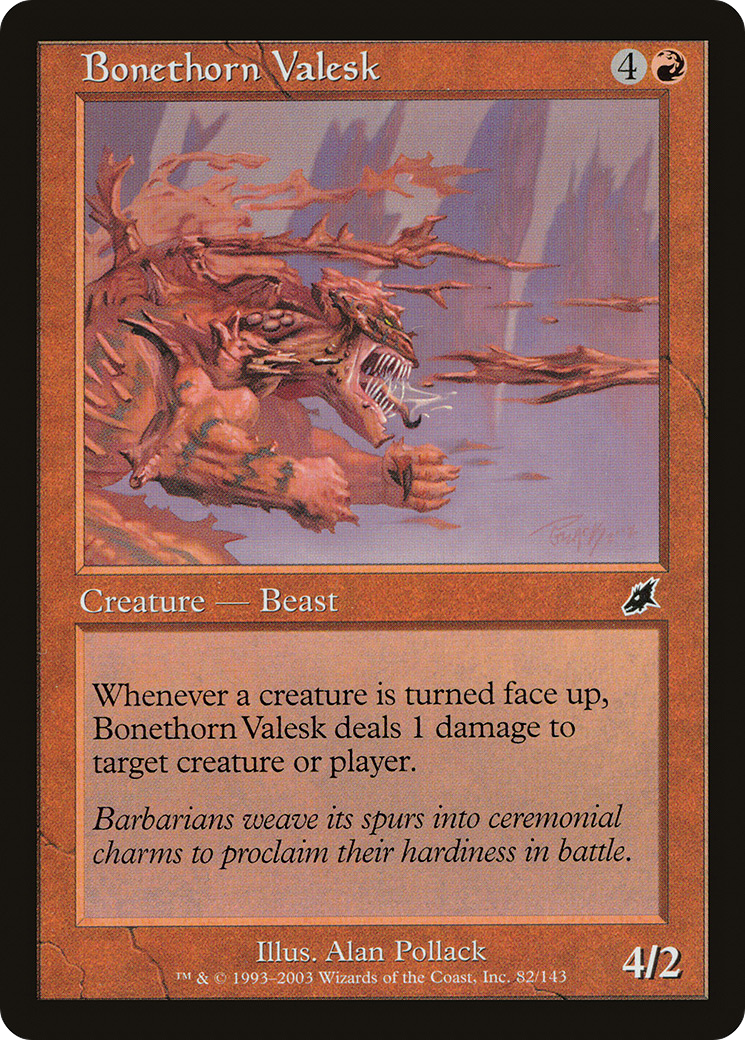 Bonethorn Valesk 4
Creature — Beast
Whenever a creature is turned face up,
Bonethorn Valesk deals 1 damage to
target creature or player.
Barbarians weave its spurs into ceremonial
charms to proclaim their hardiness in battle.
Illus. Alan Pollack
™ & © 1993–2003 Wizards of the Coast, Inc. 82/143
4/2